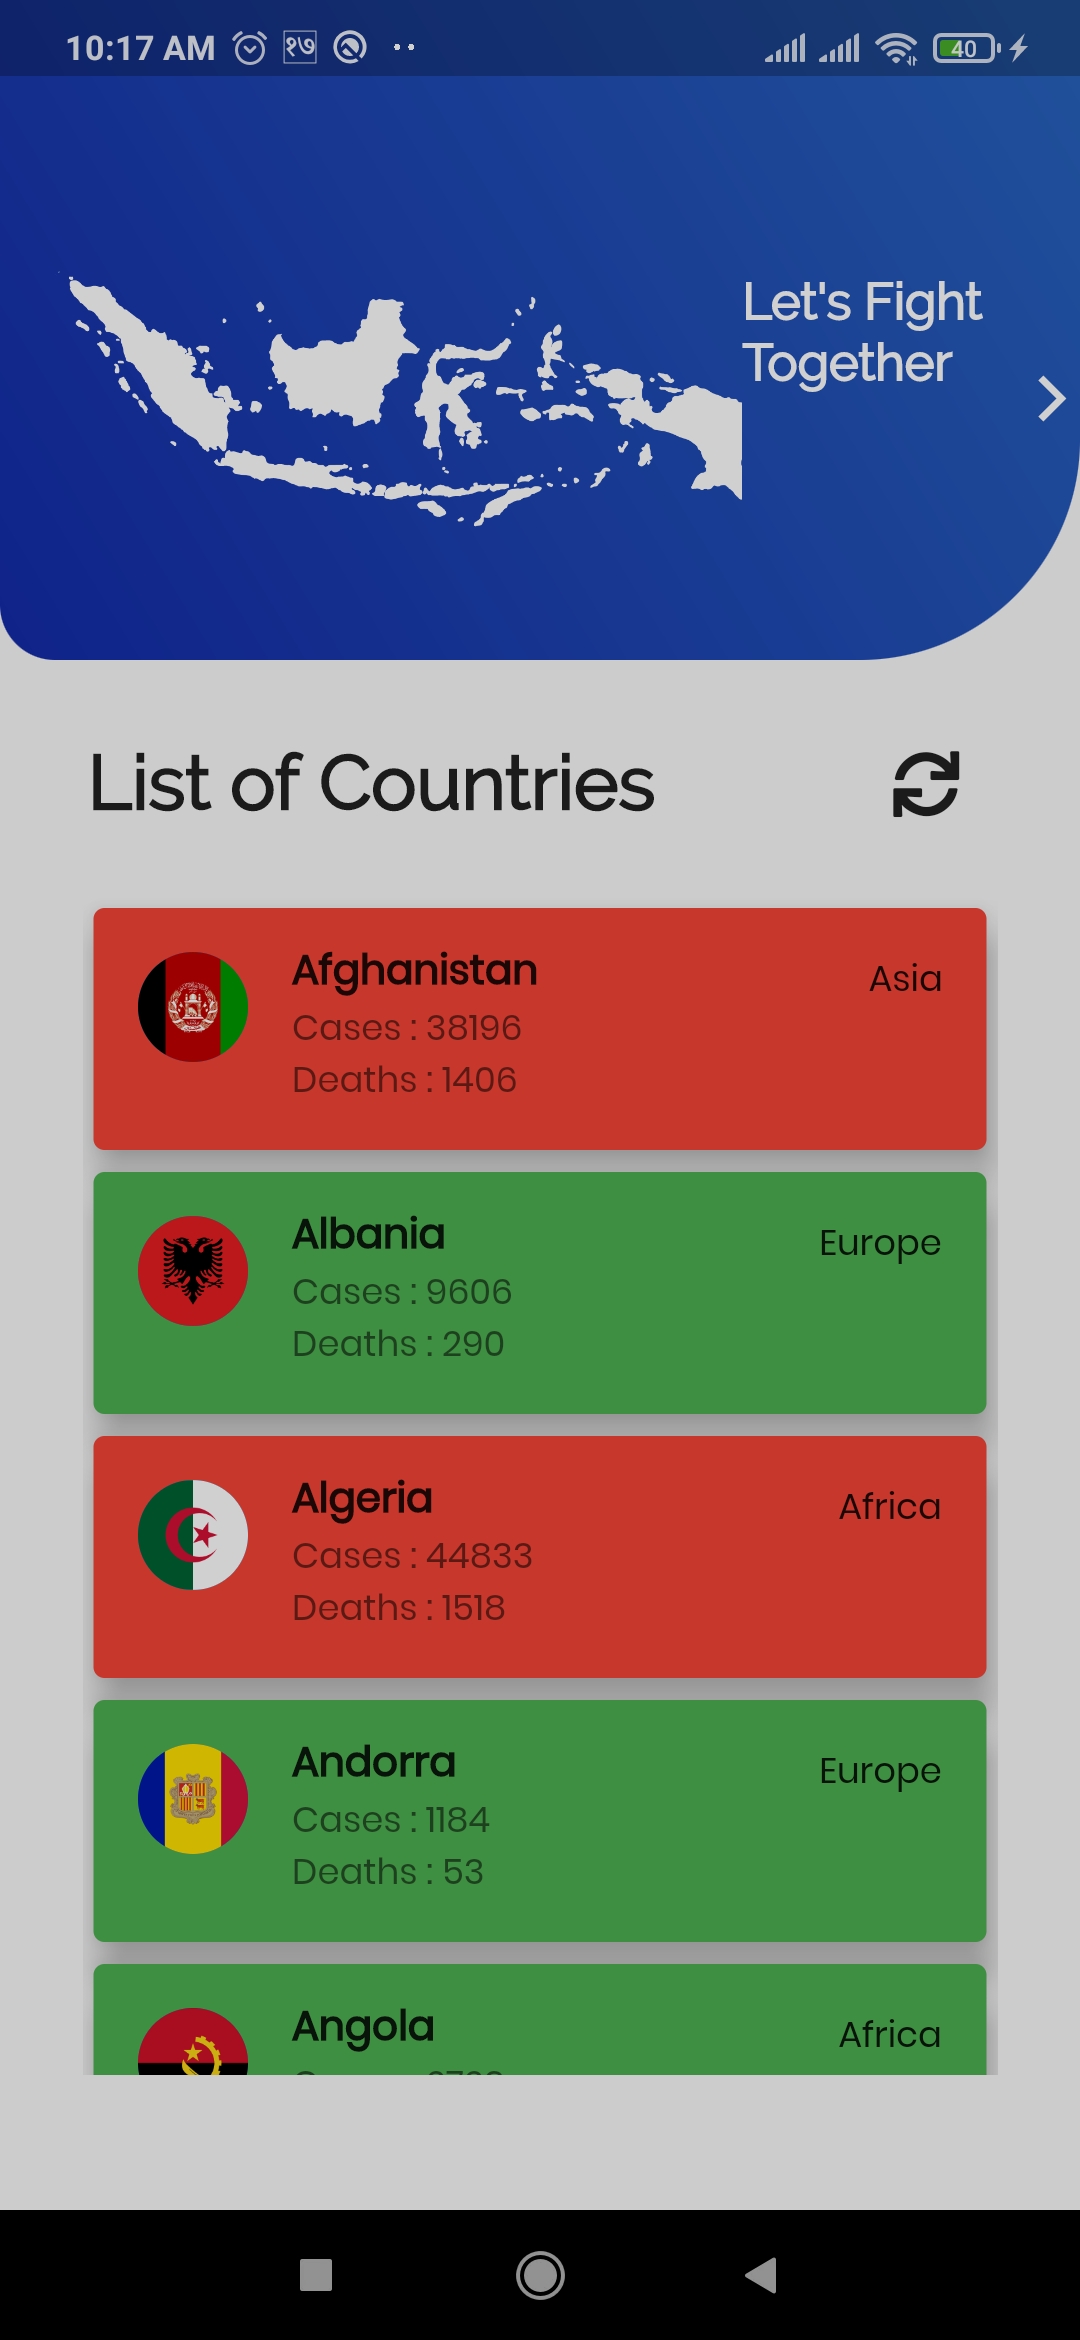 10:17 AM
१७
40
Let's Fight
Together
List of Countries
Afghanistan
Asia
Cases : 38196
Deaths : 1406
Albania
Europe
Cases : 9606
Deaths : 290
Algeria
Africa
Cases : 44833
Deaths : 1518
Andorra
Europe
Cases : 1184
Deaths : 53
Angola
Africa